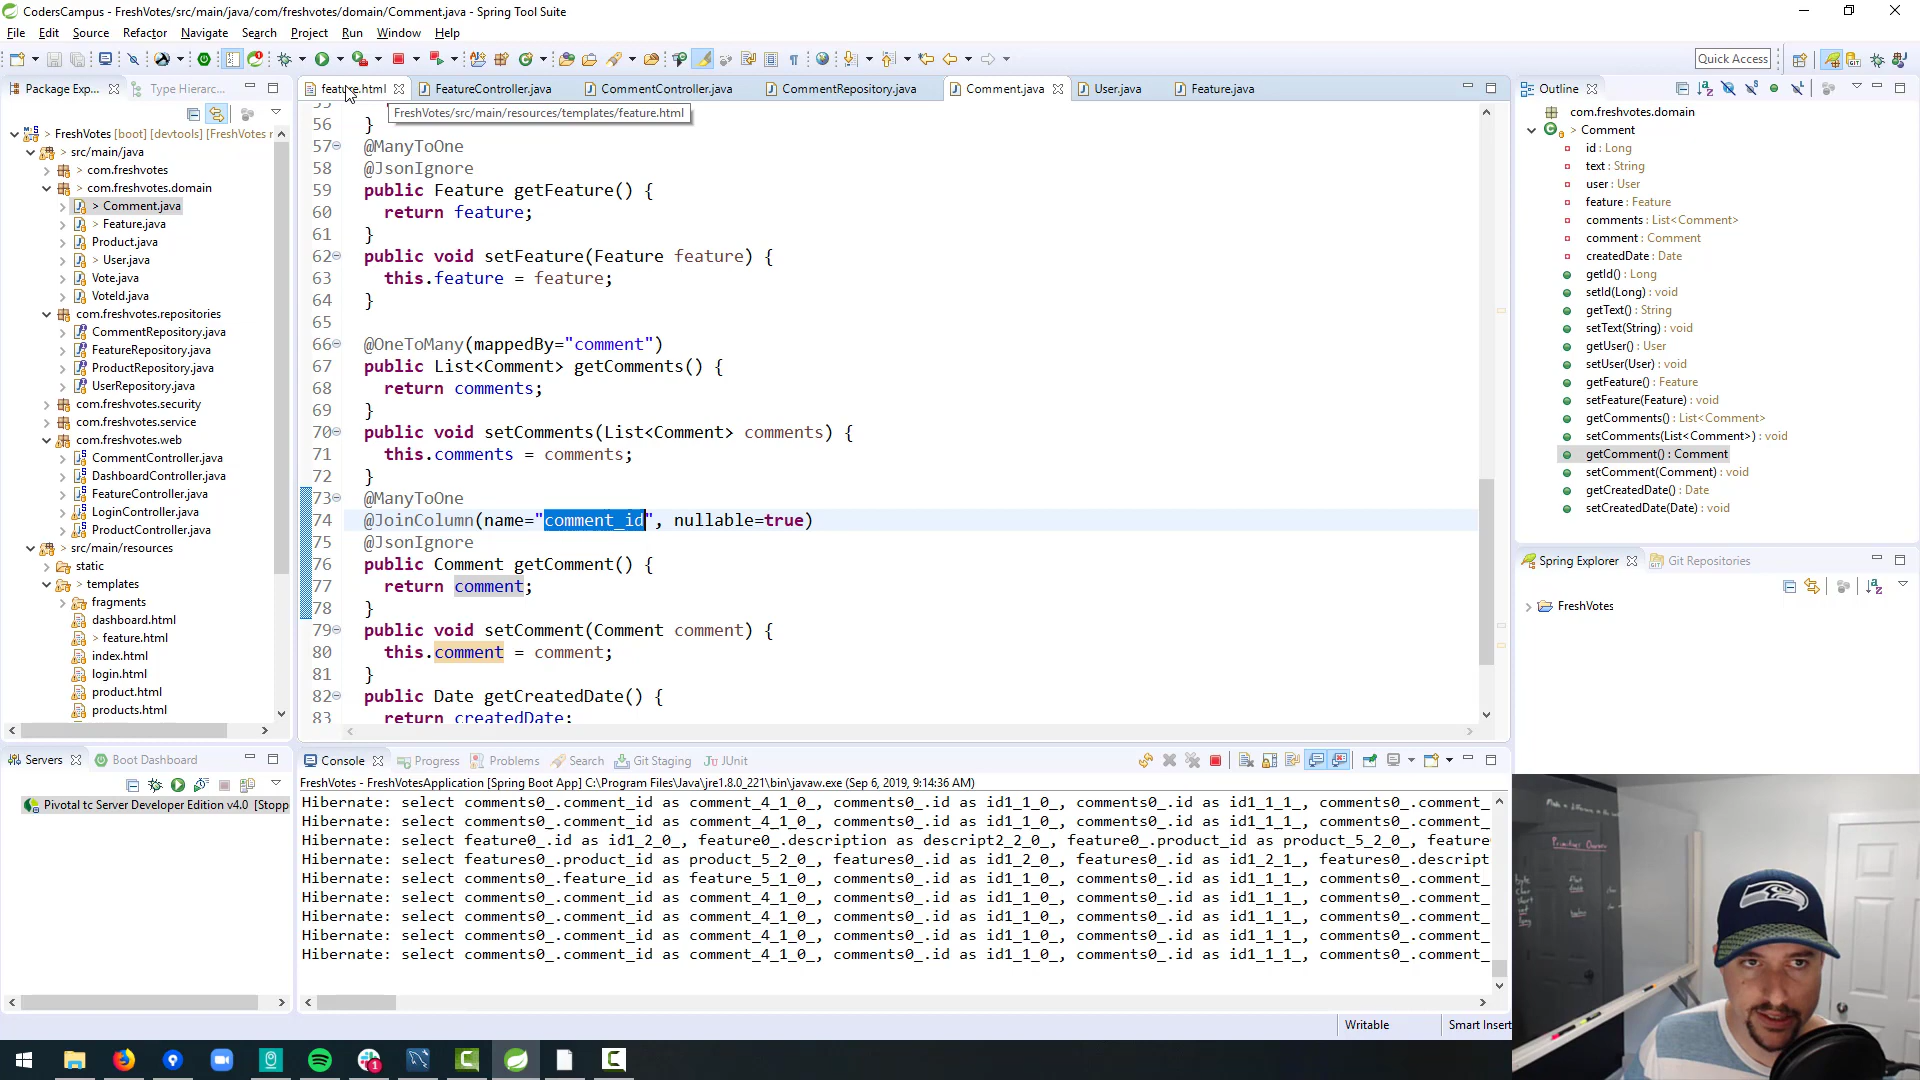 CodersCampus - FreshVotes/src/main/java/com/freshvotes/domain/Comment.java - Spring Tool Suite
File Edit Source Refactor Navigate Search Project Run Window Help
Quick Access
Package Exp... Type Hierarc...
feature.html FeatureController.java CommentController.java CommentRepository.java Comment.java User.java Feature.java
FreshVotes/src/main/resources/templates/feature.html
FreshVotes [boot] [devtools] [FreshVotes r
src/main/java
> com.freshvotes
> com.freshvotes.domain
> Comment.java
> Feature.java
Product.java
> User.java
Vote.java
VoteId.java
com.freshvotes.repositories
CommentRepository.java
FeatureRepository.java
ProductRepository.java
UserRepository.java
com.freshvotes.security
com.freshvotes.service
com.freshvotes.web
CommentController.java
DashboardController.java
FeatureController.java
LoginController.java
ProductController.java
src/main/resources
static
> templates
fragments
dashboard.html
> feature.html
index.html
login.html
product.html
products.html
56 }
57 @ManyToOne
58 @JsonIgnore
59 public Feature getFeature() {
60 return feature;
61 }
62 public void setFeature(Feature feature) {
63 this.feature = feature;
64 }
65
66 @OneToMany(mappedBy="comment")
67 public List<Comment> getComments() {
68 return comments;
69 }
70 public void setComments(List<Comment> comments) {
71 this.comments = comments;
72 }
73 @ManyToOne
74 @JoinColumn(name="comment_id", nullable=true)
75 @JsonIgnore
76 public Comment getComment() {
77 return comment;
78 }
79 public void setComment(Comment comment) {
80 this.comment = comment;
81 }
82 public Date getCreatedDate() {
83 return createdDate;
Outline
com.freshvotes.domain
> Comment
id : Long
text : String
user : User
feature : Feature
comments : List<Comment>
comment : Comment
createdDate : Date
getId() : Long
setId(Long) : void
getText() : String
setText(String) : void
getUser() : User
setUser(User) : void
getFeature() : Feature
setFeature(Feature) : void
getComments() : List<Comment>
setComments(List<Comment>) : void
getComment() : Comment
setComment(Comment) : void
getCreatedDate() : Date
setCreatedDate(Date) : void
Spring Explorer Git Repositories
FreshVotes
Servers Boot Dashboard
Pivotal tc Server Developer Edition v4.0 [Stopp
Console Progress Problems Search Git Staging JUnit
FreshVotes - FreshVotesApplication [Spring Boot App] C:\Program Files\Java\jre1.8.0_221\bin\javaw.exe (Sep 6, 2019, 9:14:36 AM)
Hibernate: select comments0_.comment_id as comment_4_1_0_, comments0_.id as id1_1_0_, comments0_.id as id1_1_1_, comments0_.comment_
Hibernate: select comments0_.comment_id as comment_4_1_0_, comments0_.id as id1_1_0_, comments0_.id as id1_1_1_, comments0_.comment_
Hibernate: select feature0_.id as id1_2_0_, feature0_.description as descript2_2_0_, feature0_.product_id as product_5_2_0_, feature
Hibernate: select features0_.product_id as product_5_2_0_, features0_.id as id1_2_0_, features0_.id as id1_2_1_, features0_.descript
Hibernate: select comments0_.feature_id as feature_5_1_0_, comments0_.id as id1_1_0_, comments0_.id as id1_1_1_, comments0_.comment_
Hibernate: select comments0_.comment_id as comment_4_1_0_, comments0_.id as id1_1_0_, comments0_.id as id1_1_1_, comments0_.comment_
Hibernate: select comments0_.comment_id as comment_4_1_0_, comments0_.id as id1_1_0_, comments0_.id as id1_1_1_, comments0_.comment_
Hibernate: select comments0_.comment_id as comment_4_1_0_, comments0_.id as id1_1_0_, comments0_.id as id1_1_1_, comments0_.comment_
Hibernate: select comments0_.comment_id as comment_4_1_0_, comments0_.id as id1_1_0_, comments0_.id as id1_1_1_, comments0_.comment_
Writable Smart Insert